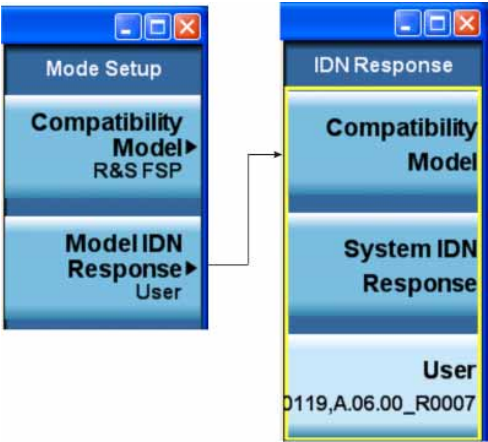 Mode Setup
Compatibility
Model
R&S FSP
Model IDN
Response
User
IDN Response
Compatibility
Model
System IDN
Response
User
0119,A.06.00_R0007